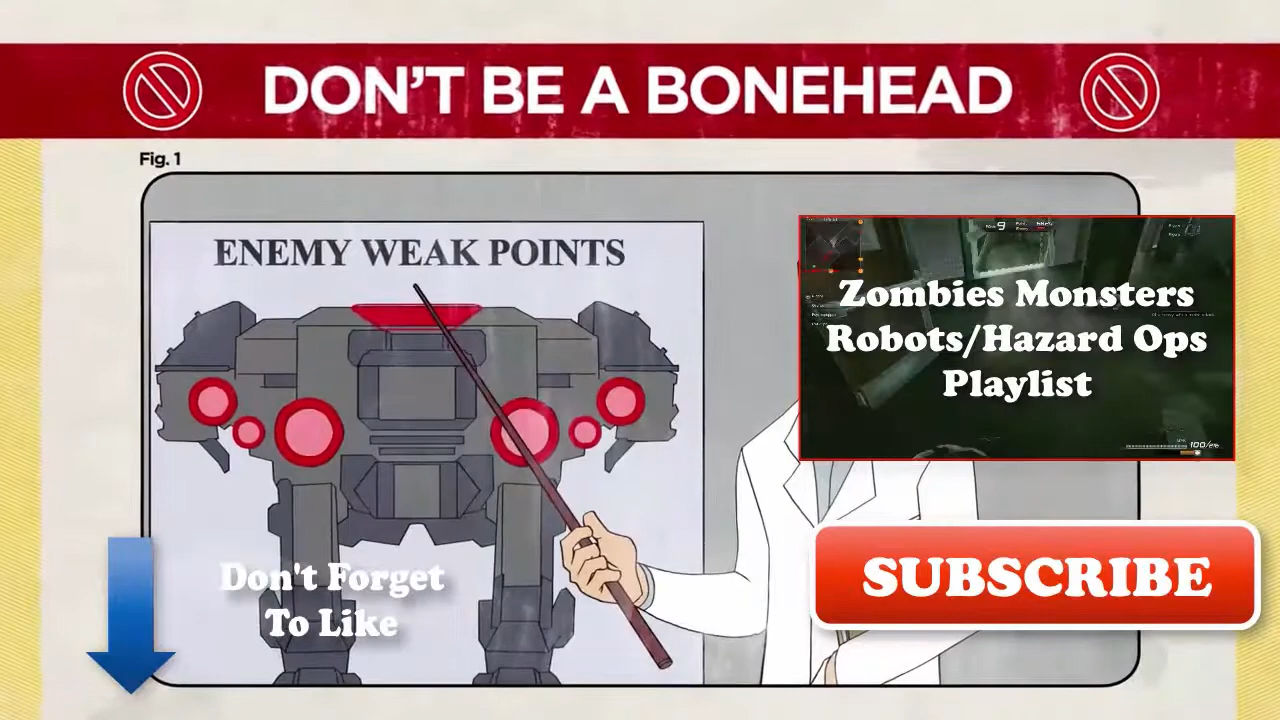 DON'T BE A BONEHEAD
Fig. 1
ENEMY WEAK POINTS
Zombies Monsters
Robots/Hazard Ops
Playlist
100/
SUBSCRIBE
Don't Forget
To Like